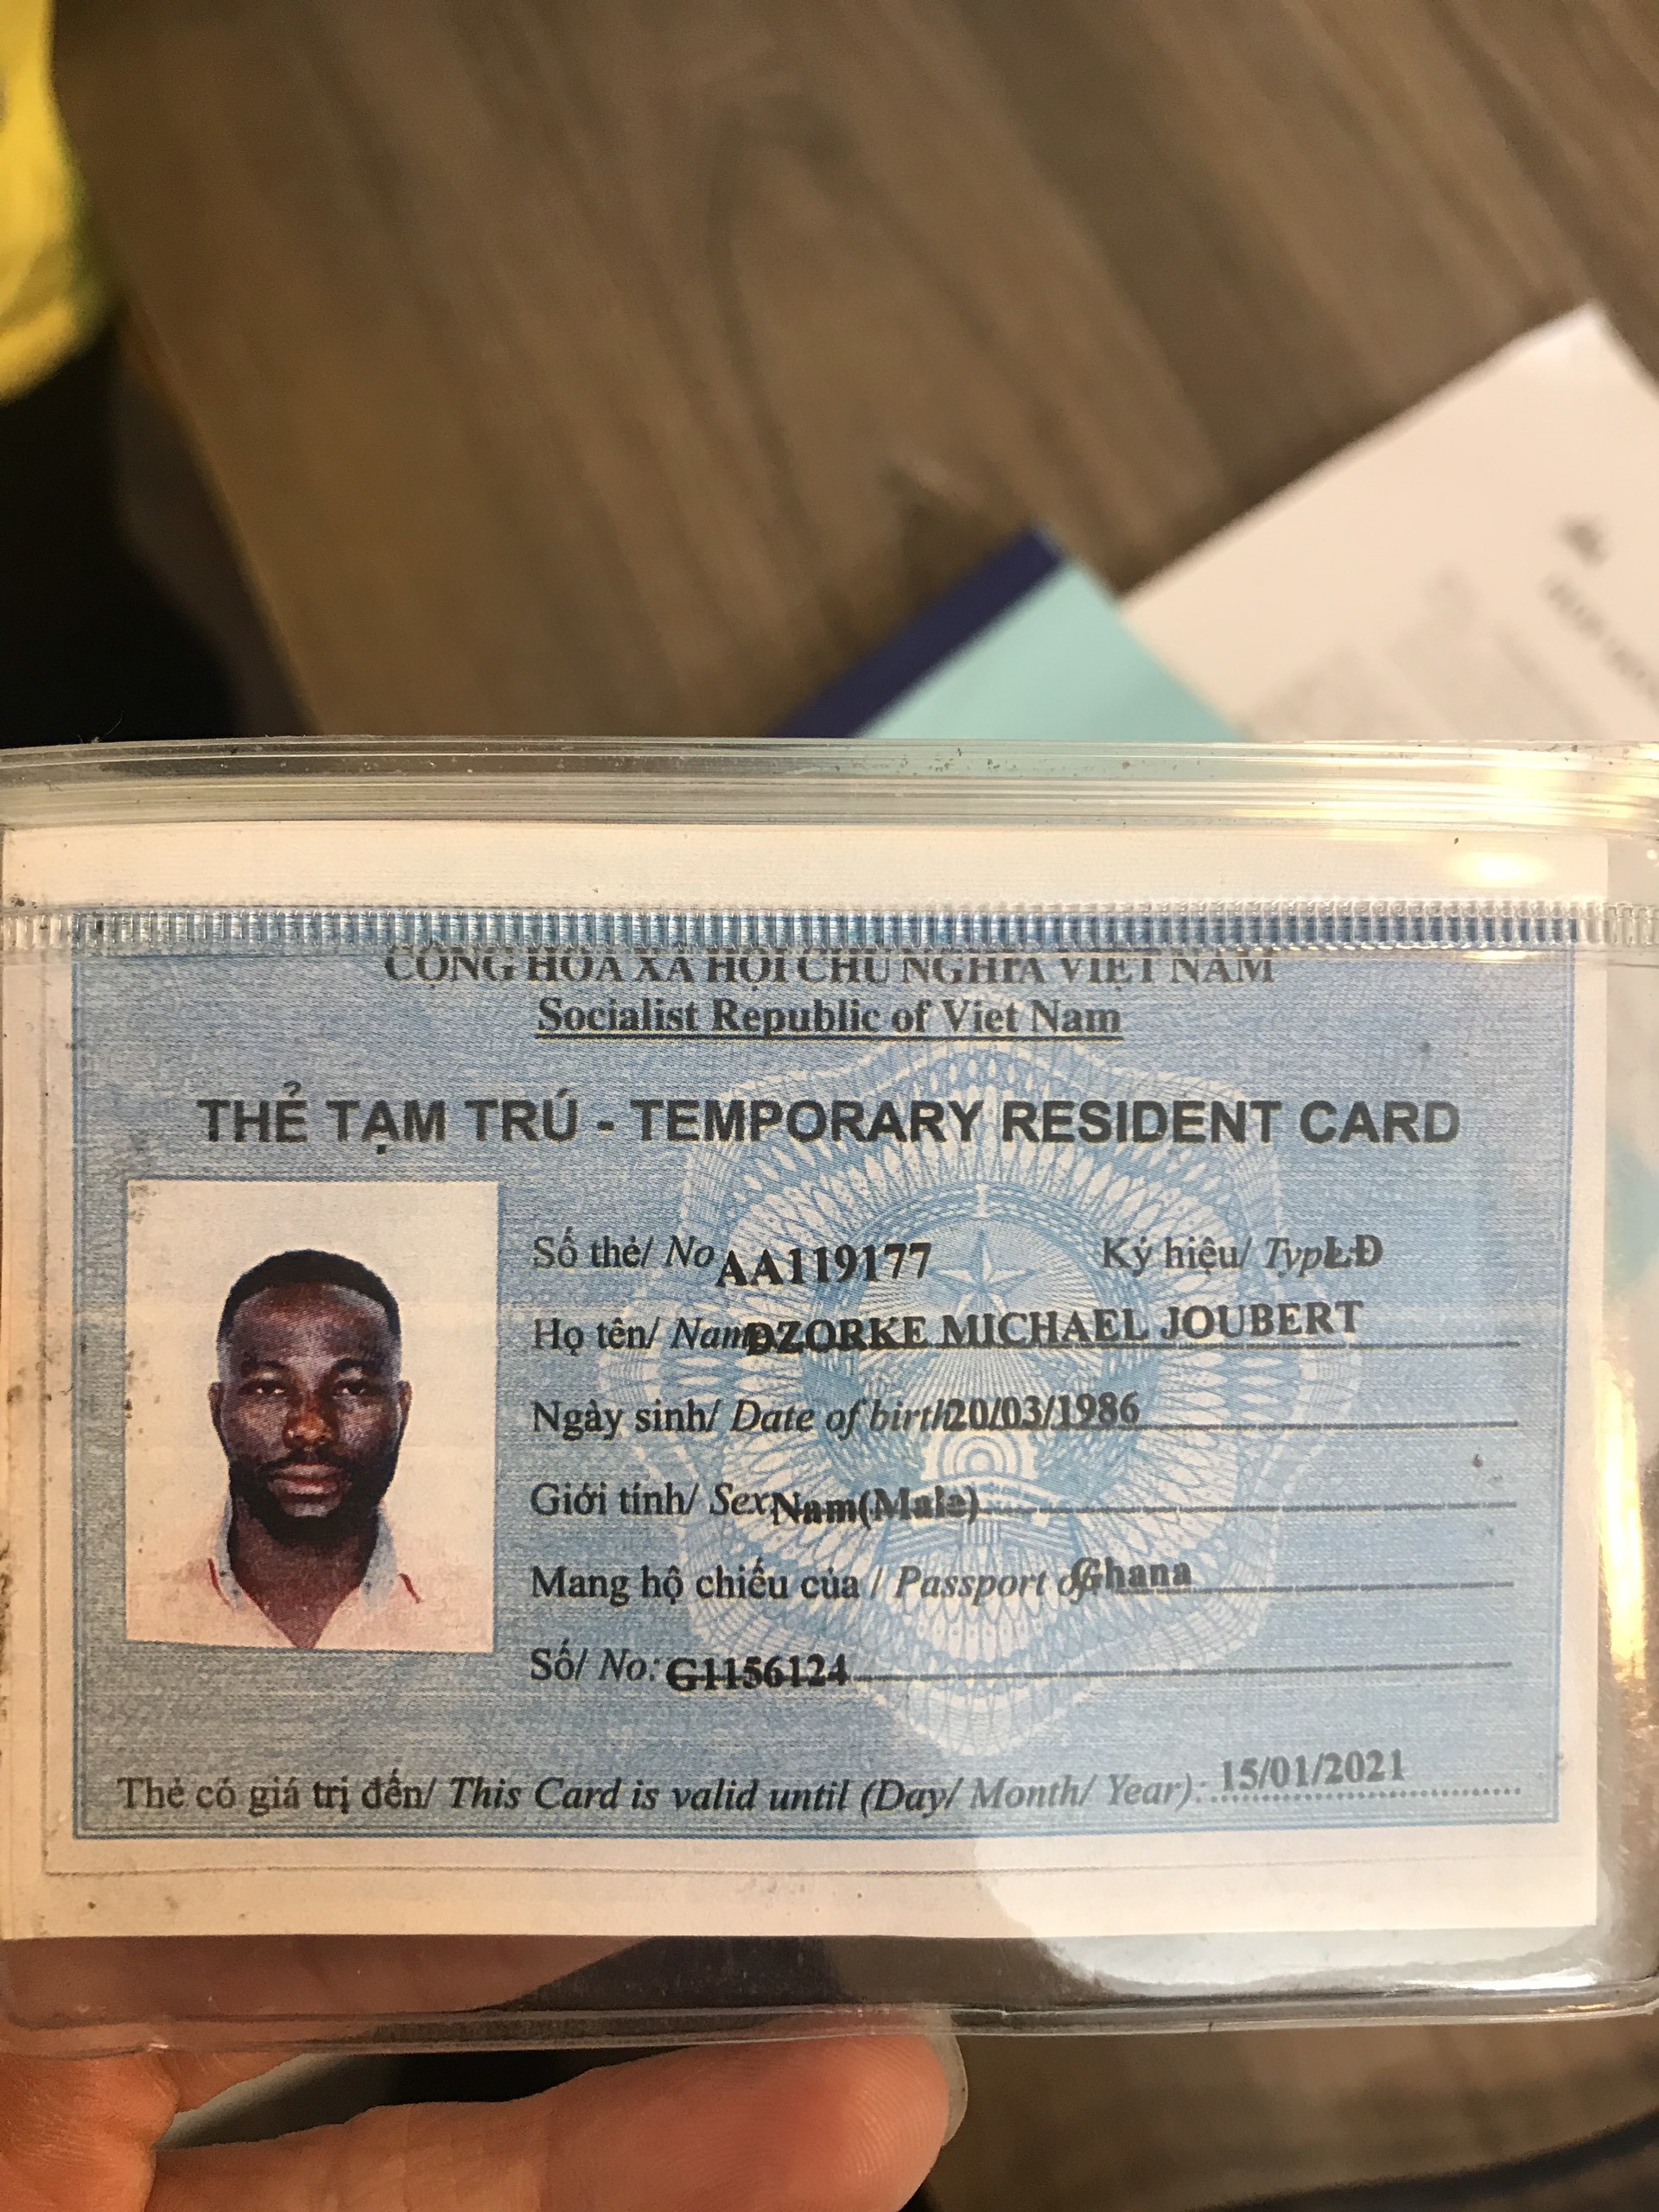 CỘNG HÒA XÃ HỘI CHỦ NGHĨA VIỆT NAM
Socialist Republic of Viet Nam
THẺ TẠM TRÚ - TEMPORARY RESIDENT CARD
Số thẻ/ No AA119177 Ký hiệu/ Type: LĐ
Họ tên/ Name: DZORKE MICHAEL JOUBERT
Ngày sinh/ Date of birth 20/03/1986
Giới tính/ Sex Nam(Male)
Mang hộ chiếu của / Passport of Ghana
Số/ No: G1156124
Thẻ có giá trị đến/ This Card is valid until (Day/ Month/ Year): 15/01/2021